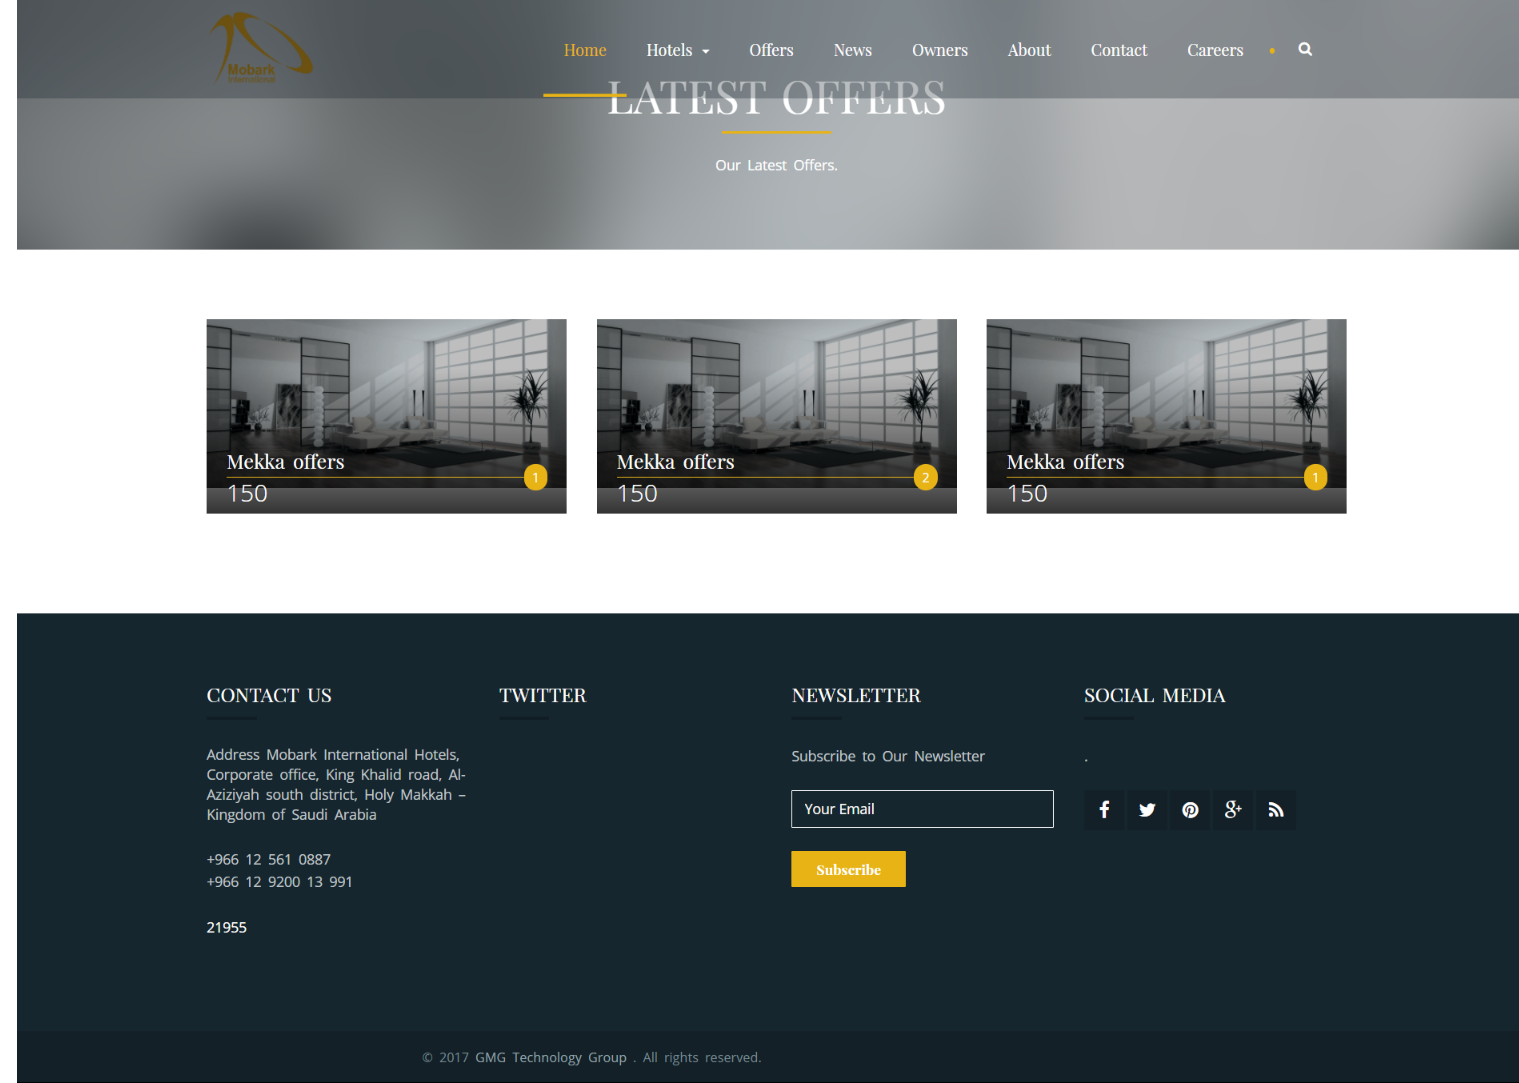 Mobark
International
Home Hotels Offers News Owners About Contact Careers
LATEST OFFERS
Our Latest Offers.
Mekka offers
1
150
Mekka offers
2
150
Mekka offers
1
150
CONTACT US
Address Mobark International Hotels,
Corporate office, King Khalid road, Al-
Aziziyah south district, Holy Makkah –
Kingdom of Saudi Arabia
+966 12 561 0887
+966 12 9200 13 991
21955
TWITTER
NEWSLETTER
Subscribe to Our Newsletter
Your Email
Subscribe
SOCIAL MEDIA
.
© 2017 GMG Technology Group . All rights reserved.